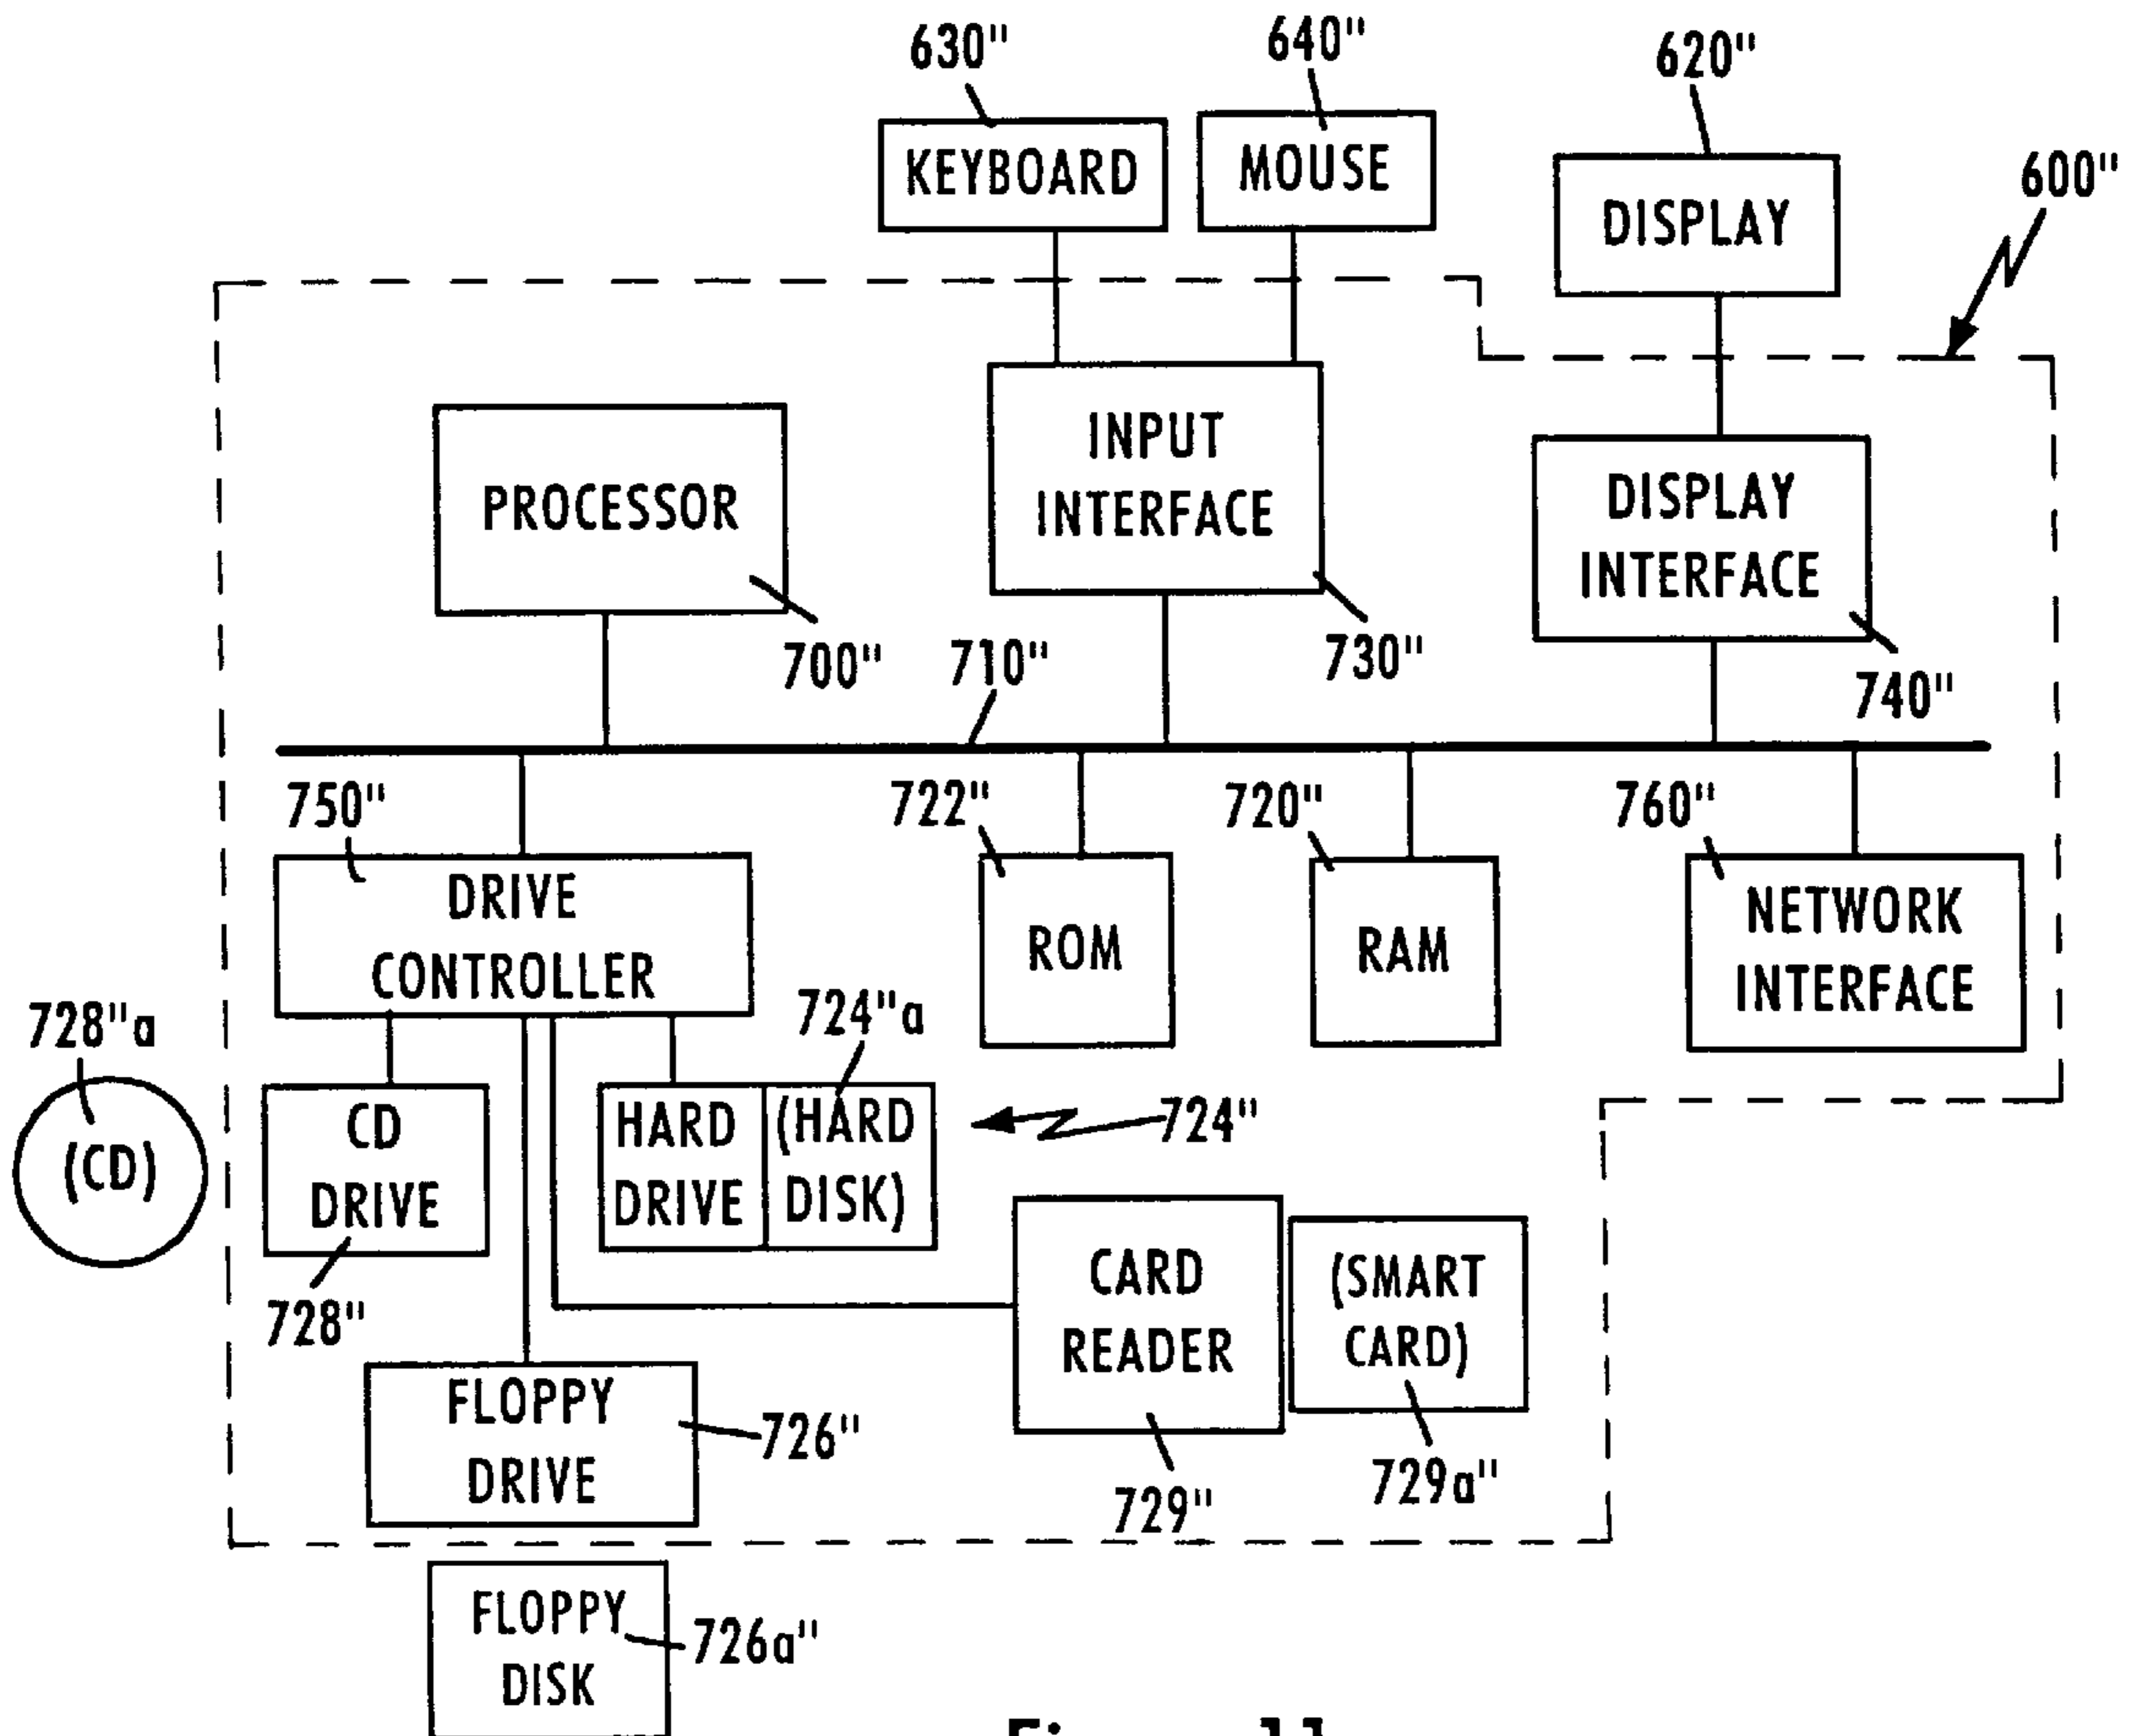 630"
640"
620"
600"
KEYBOARD
MOUSE
DISPLAY
PROCESSOR
700"
INPUT
INTERFACE
730"
DISPLAY
INTERFACE
740"
710"
750"
722"
720"
760"
DRIVE
CONTROLLER
ROM
RAM
NETWORK
INTERFACE
728"a
(CD)
CD
DRIVE
728"
724"a
HARD
DRIVE
(HARD
DISK)
724"
CARD
READER
729"
(SMART
CARD)
729a"
FLOPPY
DRIVE
726"
FLOPPY
DISK
726a"